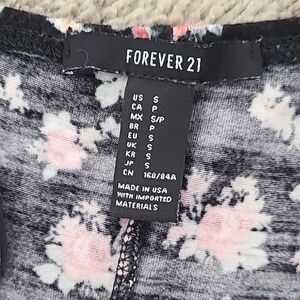 FOREVER 21
US S
CA P
MX S/P
BR P
EU S
UK S
KR S
JP S
CN 160/84A
MADE IN USA
WITH IMPORTED
MATERIALS